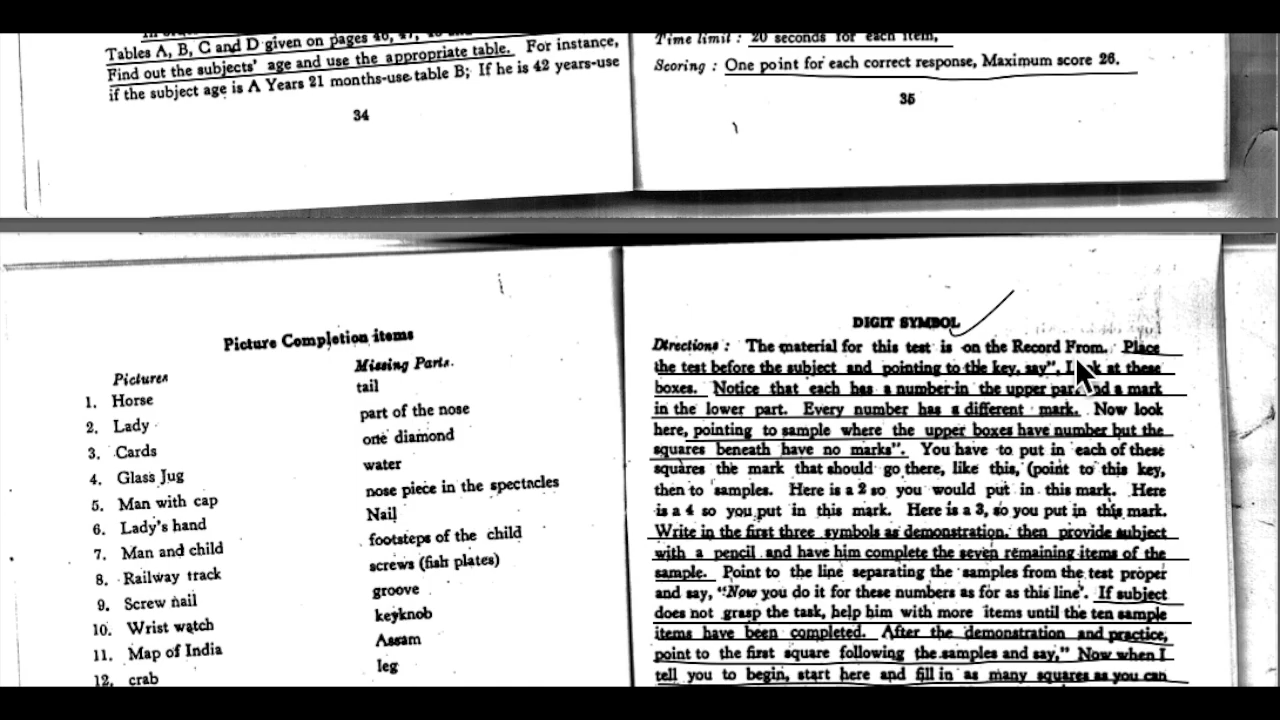 Tables A, B, C and D given on pages 46, 47,
Find out the subjects' age and use the appropriate table. For instance,
if the subject age is A Years 21 months-use table B; If he is 42 years-use
34
Time limit : 20 seconds for each item,
Scoring : One point for each correct response, Maximum score 26.
35
Picture Completion items
Pictures Missing Parts.
1. Horse tail
2. Lady part of the nose
3. Cards one diamond
4. Glass Jug water
5. Man with cap nose piece in the spectacles
6. Lady's hand Nail
7. Man and child footsteps of the child
8. Railway track screws (fish plates)
9. Screw nail groove
10. Wrist watch keyknob
11. Map of India Assam
12. crab leg
DIGIT SYMBOL
Directions : The material for this test is on the Record From. Place
the test before the subject and pointing to the key, say", at these
boxes. Notice that each has a number in the upper a mark
in the lower part. Every number has a different mark. Now look
here, pointing to sample where the upper boxes have number but the
squares beneath have no marks". You have to put in each of these
squares the mark that should go there, like this, (point to this key,
then to samples. Here is a 2 so you would put in this mark. Here
is a 4 so you put in this mark. Here is a 3, so you put in this mark.
Write in the first three symbols as demonstration, then provide subject
with a pencil and have him complete the seven remaining items of the
sample. Point to the line separating the samples from the test proper
and say, "Now you do it for these numbers as for as this line'. If subject
does not grasp the task, help him with more items until the ten sample
items have been completed. After the demonstration and practice,
point to the first square following the samples and say," Now when I
tell you to begin, start here and fill in as many squares as you can